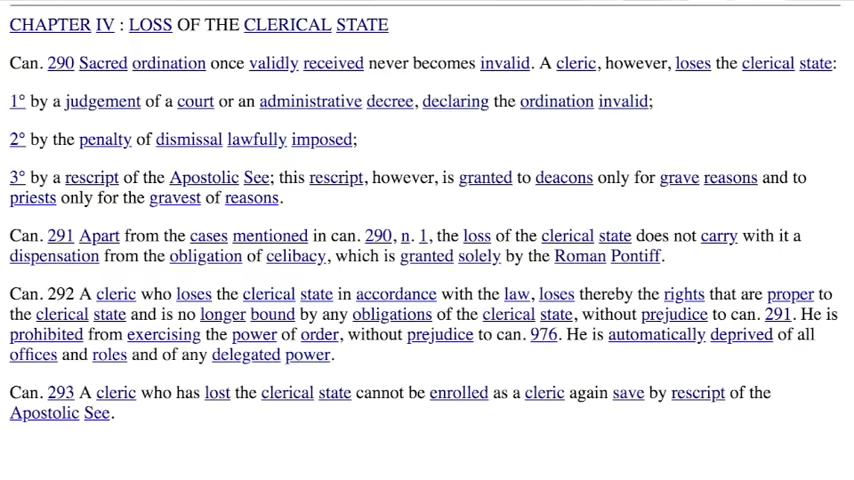 CHAPTER IV : LOSS OF THE CLERICAL STATE
Can. 290 Sacred ordination once validly received never becomes invalid. A cleric, however, loses the clerical state:
1° by a judgement of a court or an administrative decree, declaring the ordination invalid;
2° by the penalty of dismissal lawfully imposed;
3° by a rescript of the Apostolic See; this rescript, however, is granted to deacons only for grave reasons and to
priests only for the gravest of reasons.
Can. 291 Apart from the cases mentioned in can. 290, n. 1, the loss of the clerical state does not carry with it a
dispensation from the obligation of celibacy, which is granted solely by the Roman Pontiff.
Can. 292 A cleric who loses the clerical state in accordance with the law, loses thereby the rights that are proper to
the clerical state and is no longer bound by any obligations of the clerical state, without prejudice to can. 291. He is
prohibited from exercising the power of order, without prejudice to can. 976. He is automatically deprived of all
offices and roles and of any delegated power.
Can. 293 A cleric who has lost the clerical state cannot be enrolled as a cleric again save by rescript of the
Apostolic See.